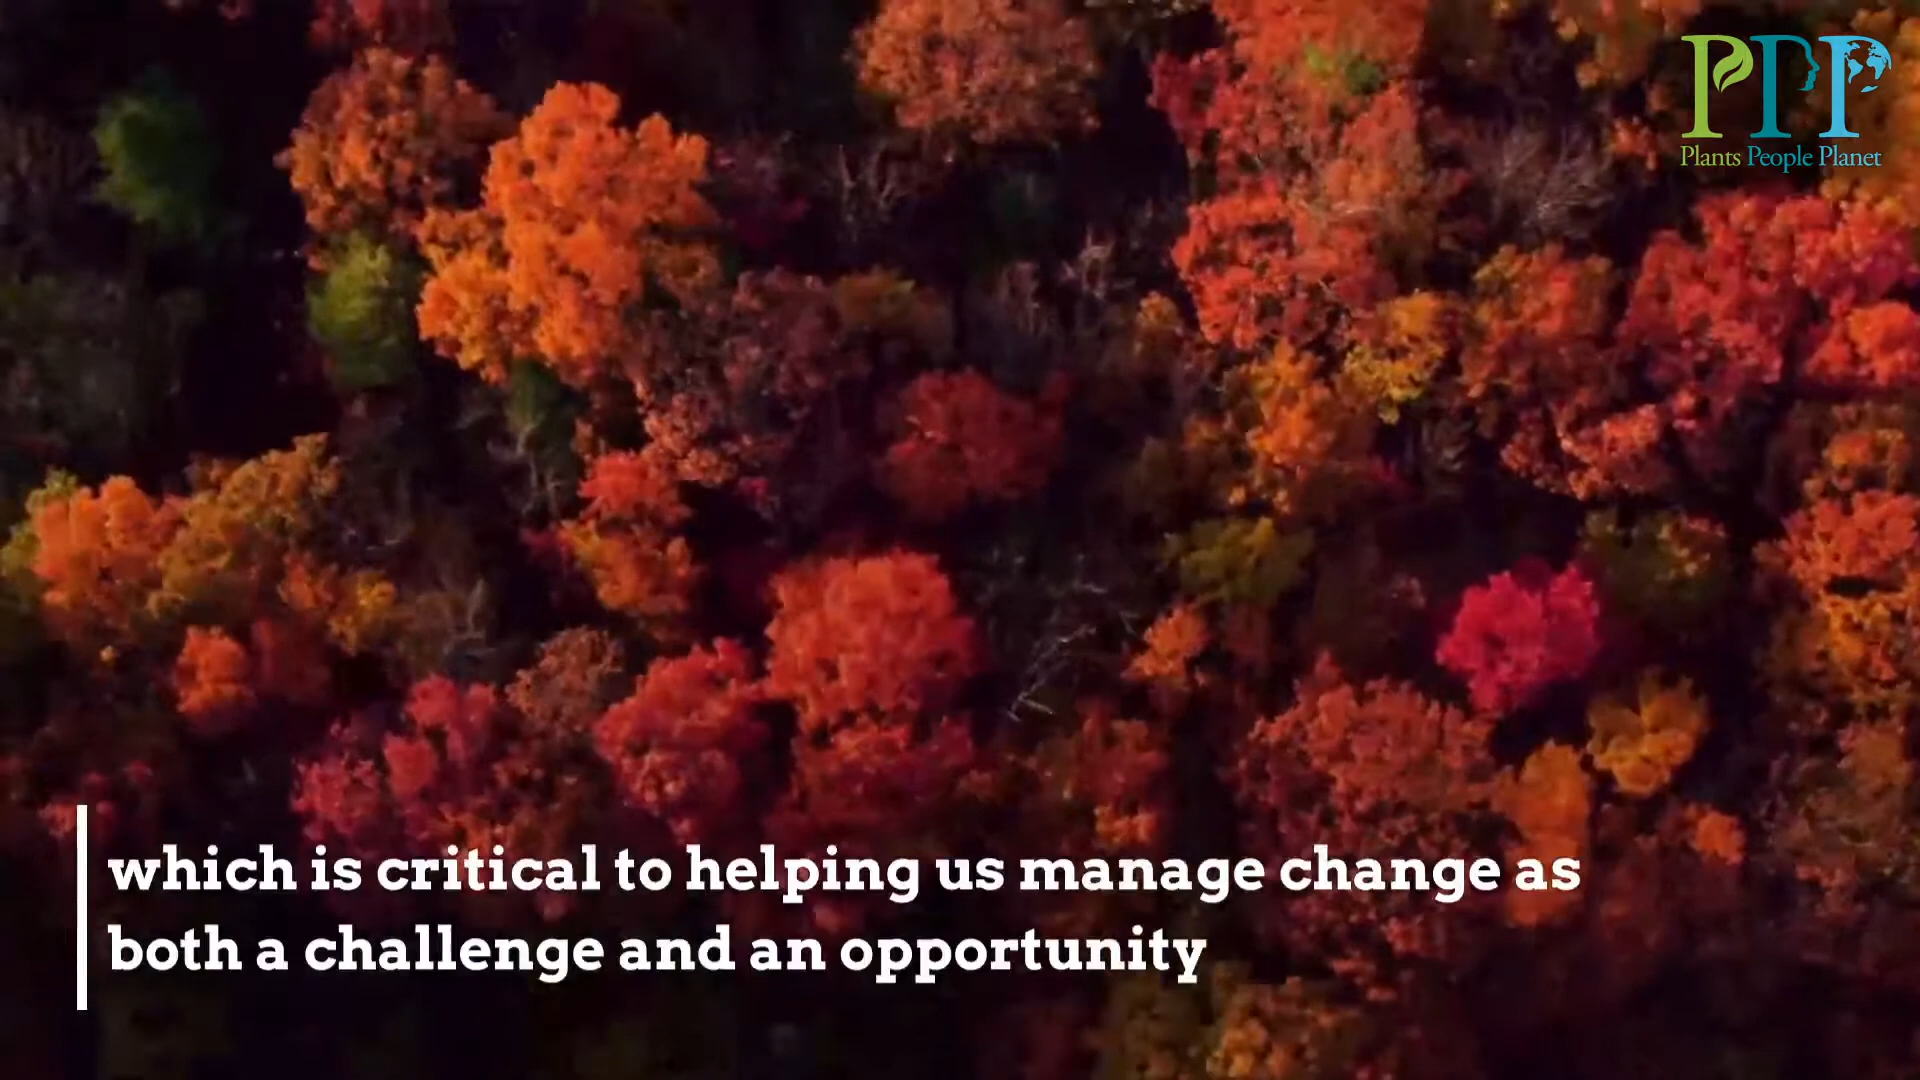 PPP
Plants People Planet
which is critical to helping us manage change as
both a challenge and an opportunity